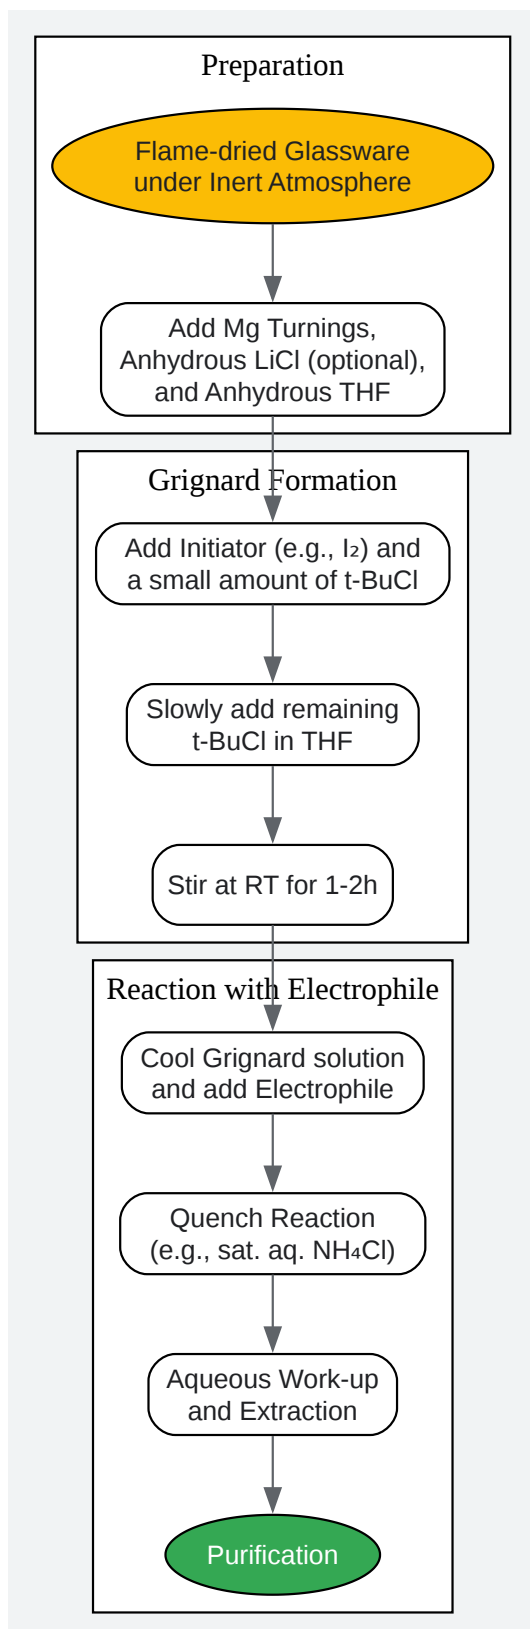 Preparation
Flame-dried Glassware
under Inert Atmosphere
Add Mg Turnings,
Anhydrous LiCl (optional),
and Anhydrous THF
Grignard Formation
Add Initiator (e.g., I₂) and
a small amount of t-BuCl
Slowly add remaining
t-BuCl in THF
Stir at RT for 1-2h
Reaction with Electrophile
Cool Grignard solution
and add Electrophile
Quench Reaction
(e.g., sat. aq. NH₄Cl)
Aqueous Work-up
and Extraction
Purification